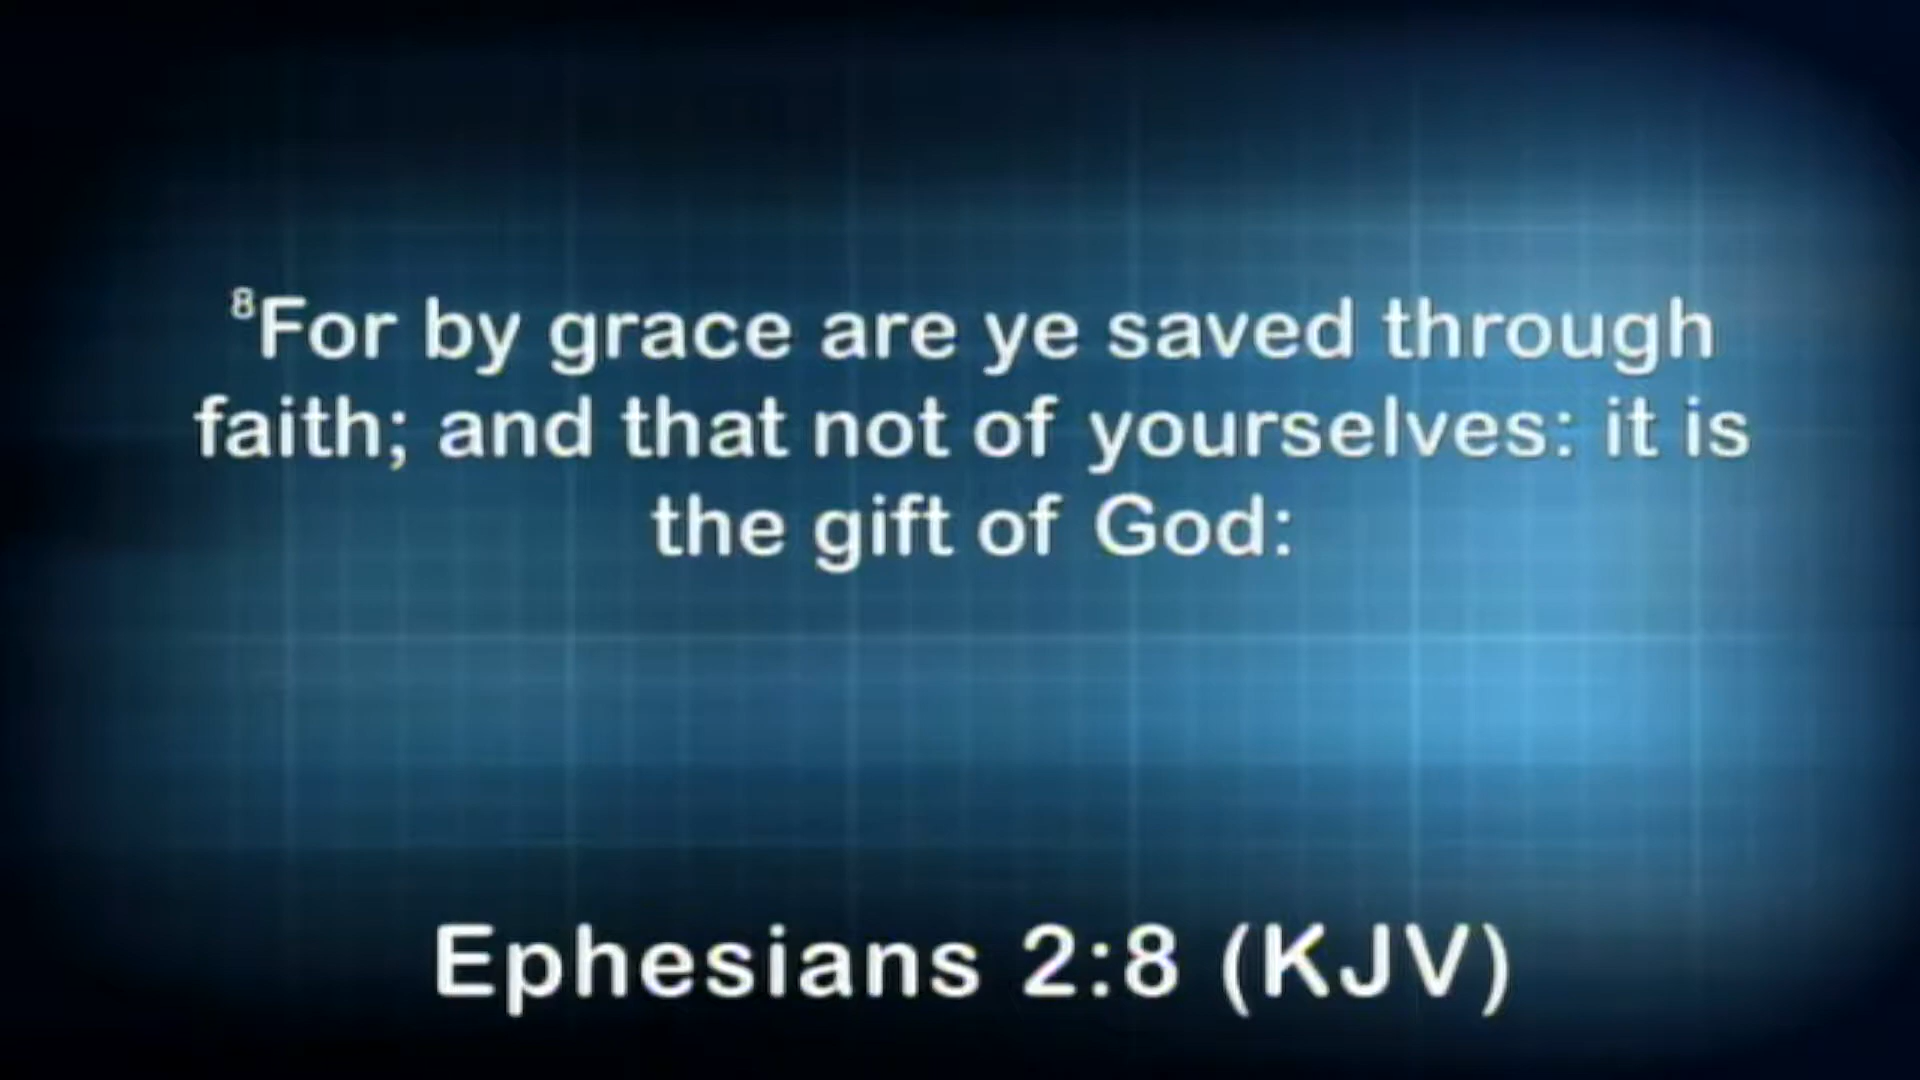 ⁸For by grace are ye saved through
faith; and that not of yourselves: it is
the gift of God:
Ephesians 2:8 (KJV)